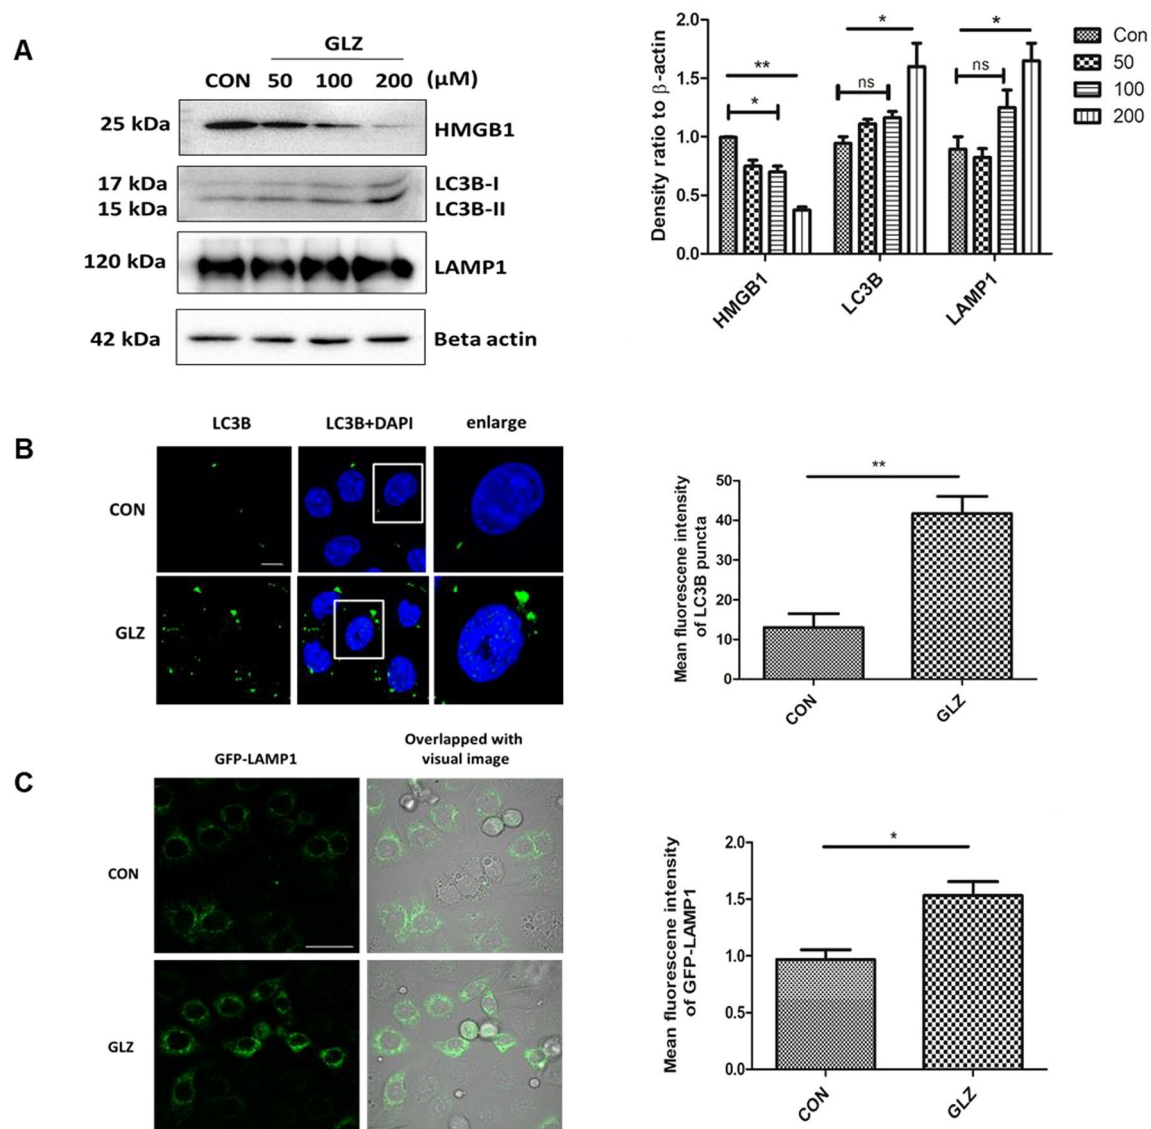 A
GLZ
CON 50 100 200 (μM)
25 kDa HMGB1
17 kDa LC3B-I
15 kDa LC3B-II
120 kDa LAMP1
42 kDa Beta actin
Density ratio to β-actin
2.0
1.5
1.0
0.5
0.0
**
*
ns
*
ns
*
HMGB1
LC3B
LAMP1
Con
50
100
200
B
LC3B LC3B+DAPI enlarge
CON
GLZ
Mean fluorescene intensity
of LC3B puncta
50
40
30
20
10
0
**
CON
GLZ
C
GFP-LAMP1
Overlapped with
visual image
CON
GLZ
Mean fluorescene intensity
of GFP-LAMP1
2.0
1.5
1.0
0.5
0.0
*
CON
GLZ